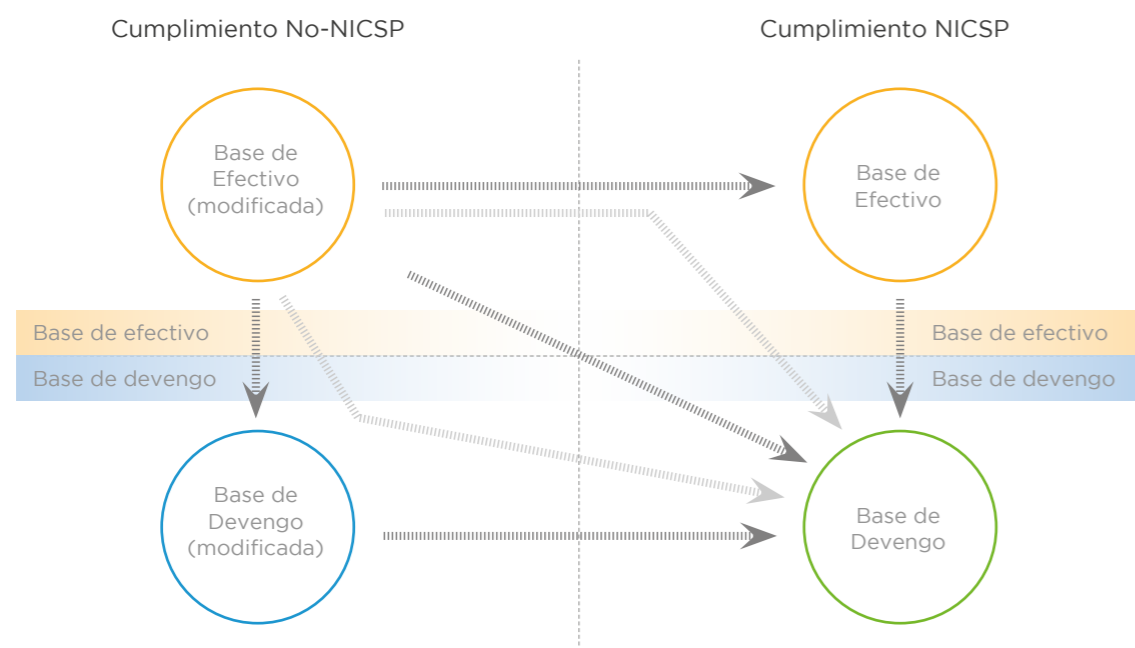 Cumplimiento No-NICSP
Cumplimiento NICSP
Base de
Efectivo
(modificada)
Base de
Efectivo
Base de efectivo
Base de efectivo
Base de devengo
Base de devengo
Base de
Devengo
(modificada)
Base de
Devengo